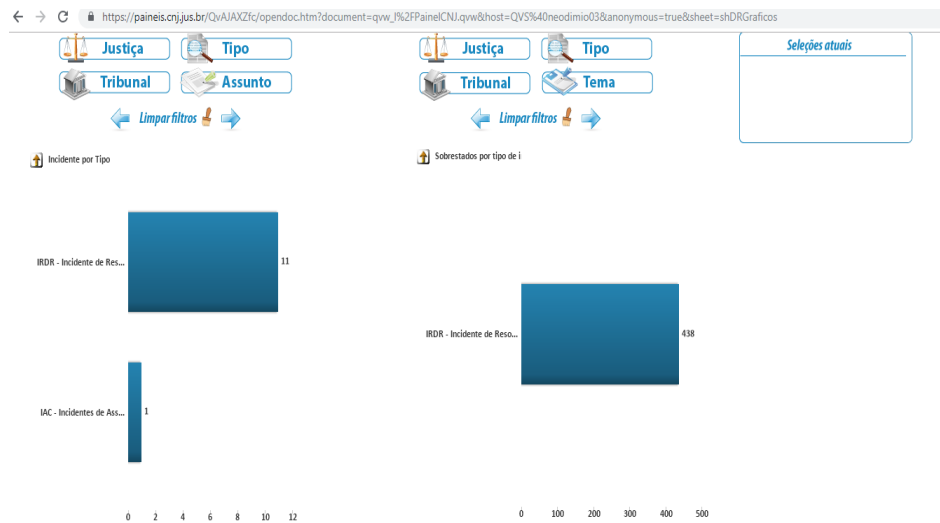 https://paineis.cnj.jus.br/QvAJAXZfc/opendoc.htm?document=qvw_l%2FPainelCNJ.qvw&host=QVS%40neodimio03&anonymous=true&sheet=shDRGraficos
Justiça Tipo
Tribunal Assunto
Limpar filtros
Justiça Tipo
Tribunal Tema
Limpar filtros
Seleções atuais
Incidente por Tipo
IRDR - Incidente de Res... 11
IAC - Incidentes de Ass... 1
0 2 4 6 8 10 12
Sobrestados por tipo de i
IRDR - Incidente de Reso... 438
0 100 200 300 400 500